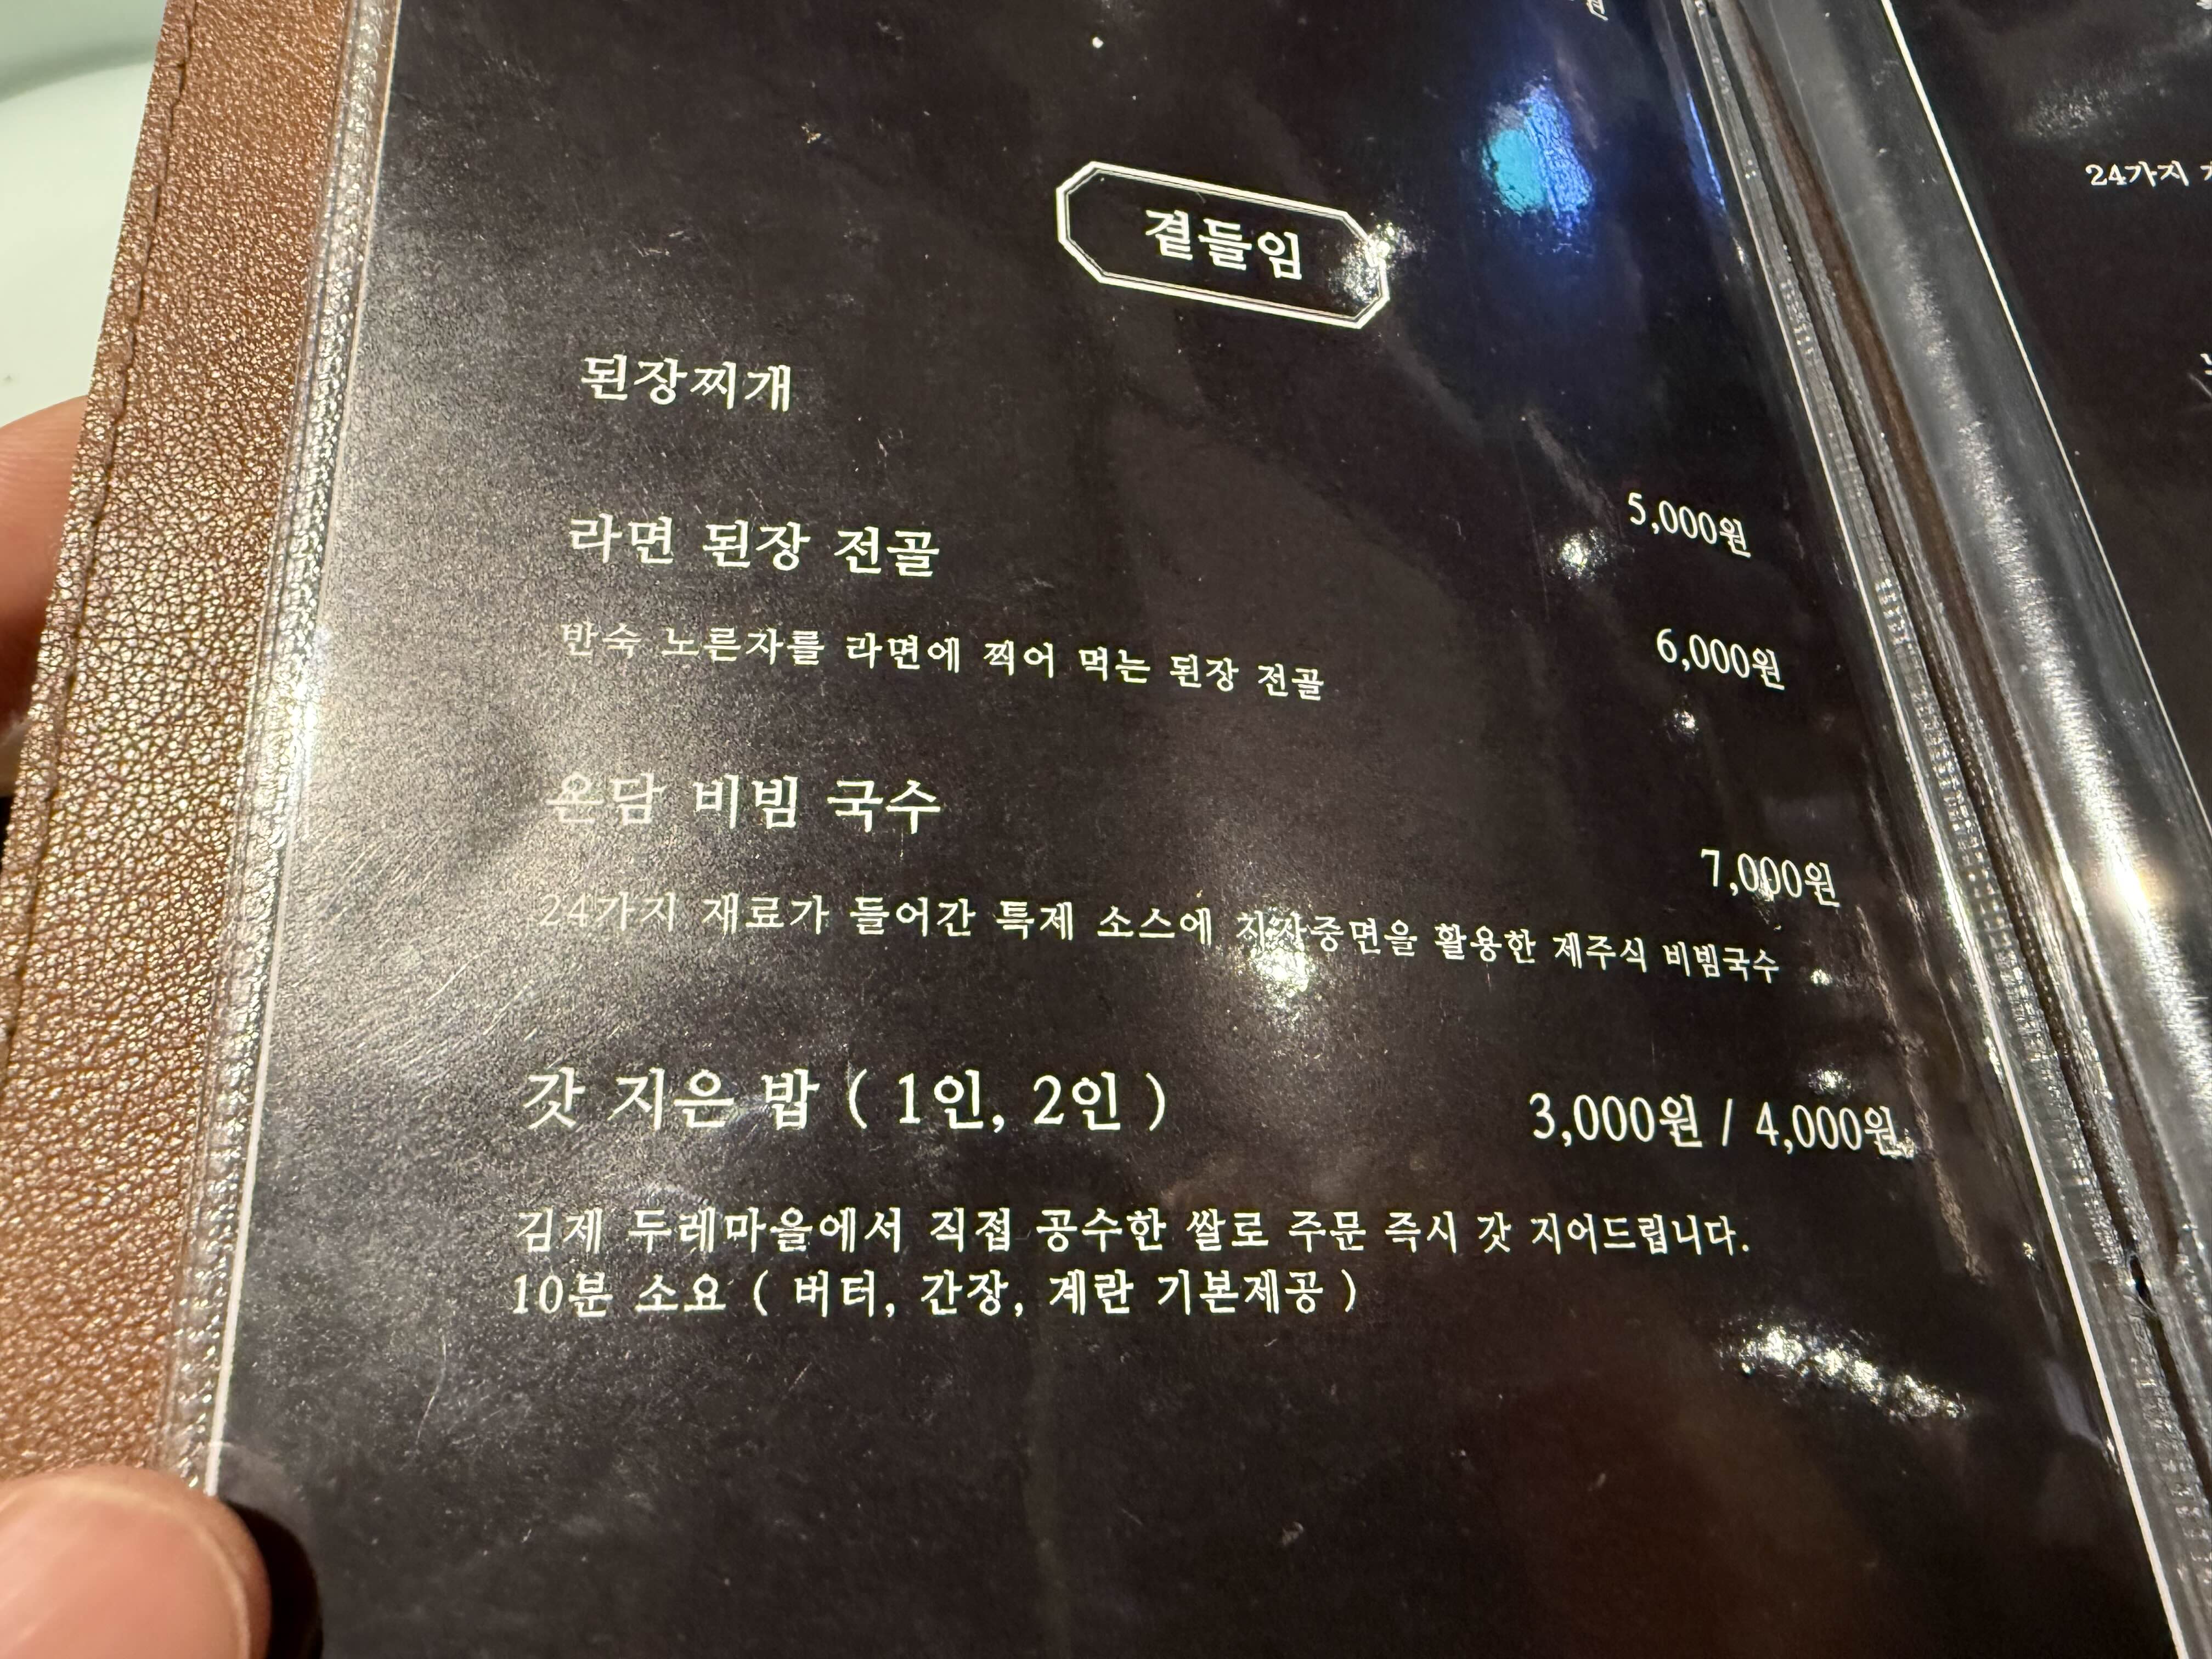 곁들임
된장찌개
5,000원
라면 된장 전골
6,000원
반숙 노른자를 라면에 찍어 먹는 된장 전골
온담 비빔 국수
7,000원
24가지 재료가 들어간 특제 소스에 치자중면을 활용한 제주식 비빔국수
갓 지은 밥 ( 1인, 2인 )
3,000원 / 4,000원
김제 두레마을에서 직접 공수한 쌀로 주문 즉시 갓 지어드립니다.
10분 소요 ( 버터, 간장, 계란 기본제공 )
24가지